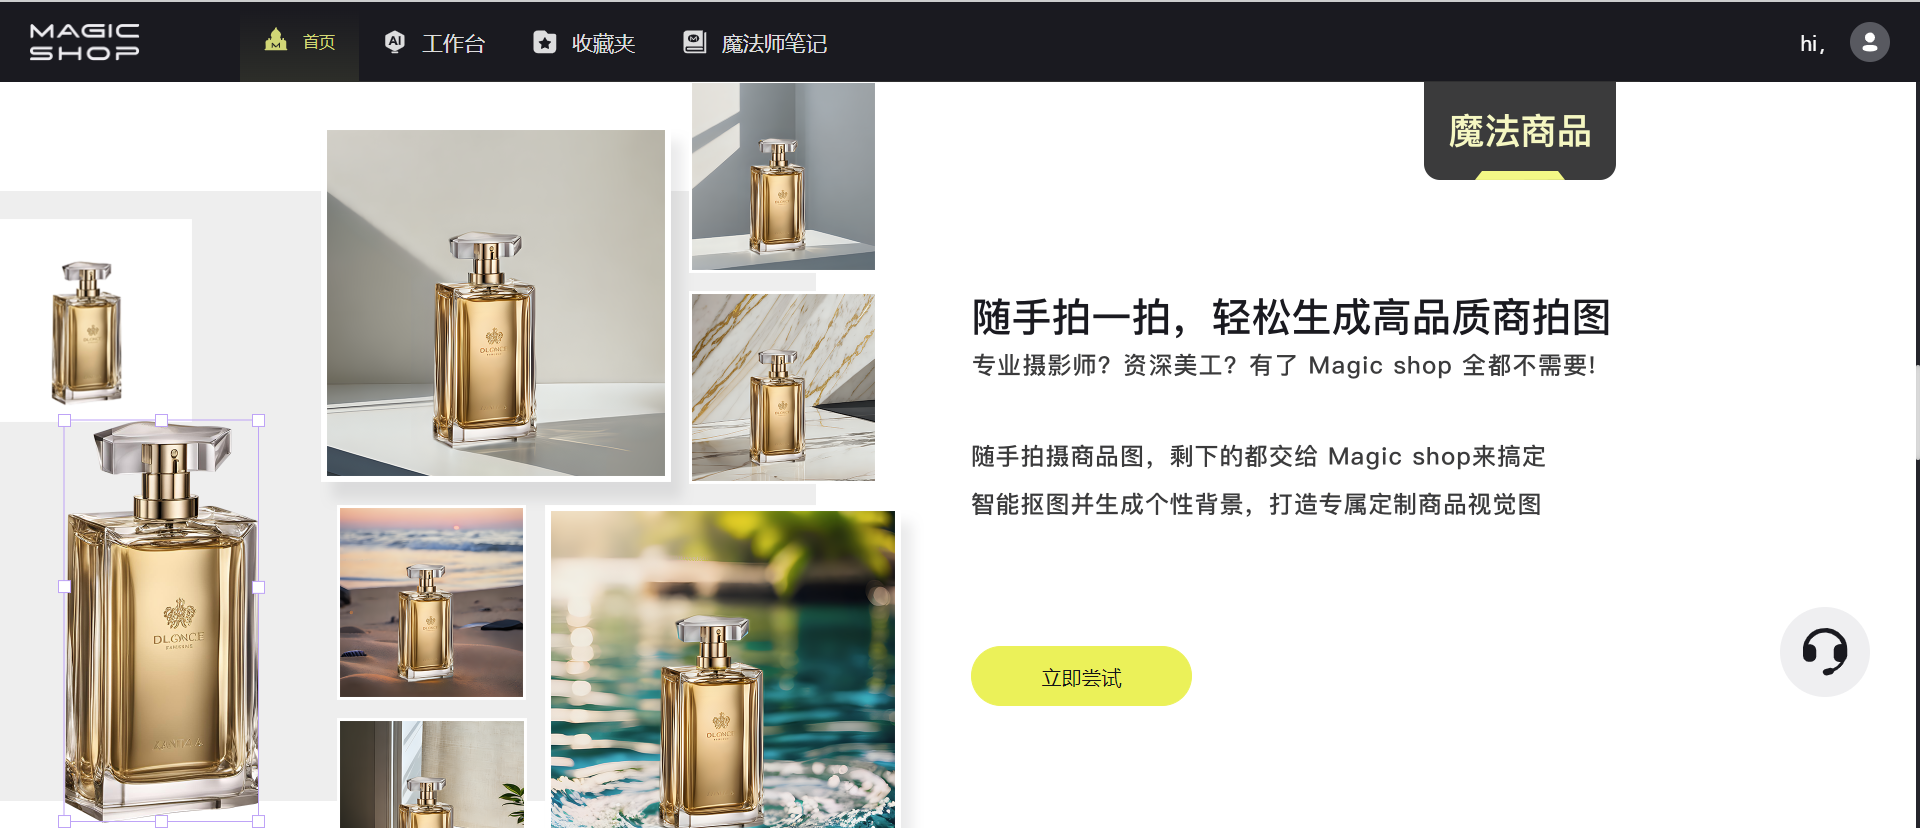 MAGIC
SHOP
首页
工作台
收藏夹
魔法师笔记
hi,
魔法商品
随手拍一拍，轻松生成高品质商拍图
专业摄影师？资深美工？有了 Magic shop 全都不需要！
随手拍摄商品图，剩下的都交给 Magic shop来搞定
智能抠图并生成个性背景，打造专属定制商品视觉图
立即尝试
DLONCE
DLONCE
DLONCE